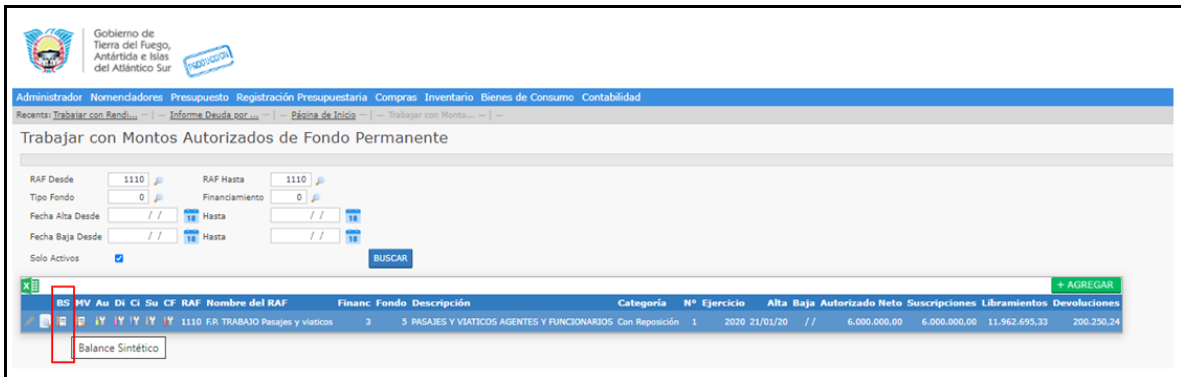 Gobierno de
Tierra del Fuego,
Antártida e Islas
del Atlántico Sur
PRODUCCION
Administrador Nomencladores Presupuesto Registración Presupuestaria Compras Inventario Bienes de Consumo Contabilidad
Recents: Trabajar con Rendi... — | — Informe Deuda por ... — | — Página de Inicio — | — Trabajar con Monto... — | —
Trabajar con Montos Autorizados de Fondo Permanente
RAF Desde 1110 RAF Hasta 1110
Tipo Fondo 0 Financiamiento 0
Fecha Alta Desde / / 18 Hasta / / 18
Fecha Baja Desde / / 18 Hasta / / 18
Solo Activos BUSCAR
+ AGREGAR
BS MV Au Di Ci Su CF RAF Nombre del RAF Financ Fondo Descripción Categoría Nº Ejercicio Alta Baja Autorizado Neto Suscripciones Libramientos Devoluciones
1110 F.P. TRABAJO Pasajes y viaticos 3 5 PASAJES Y VIATICOS AGENTES Y FUNCIONARIOS Con Reposición 1 2020 21/01/20 / / 6.000.000,00 6.000.000,00 11.962.695,33 200.250,24
Balance Sintético